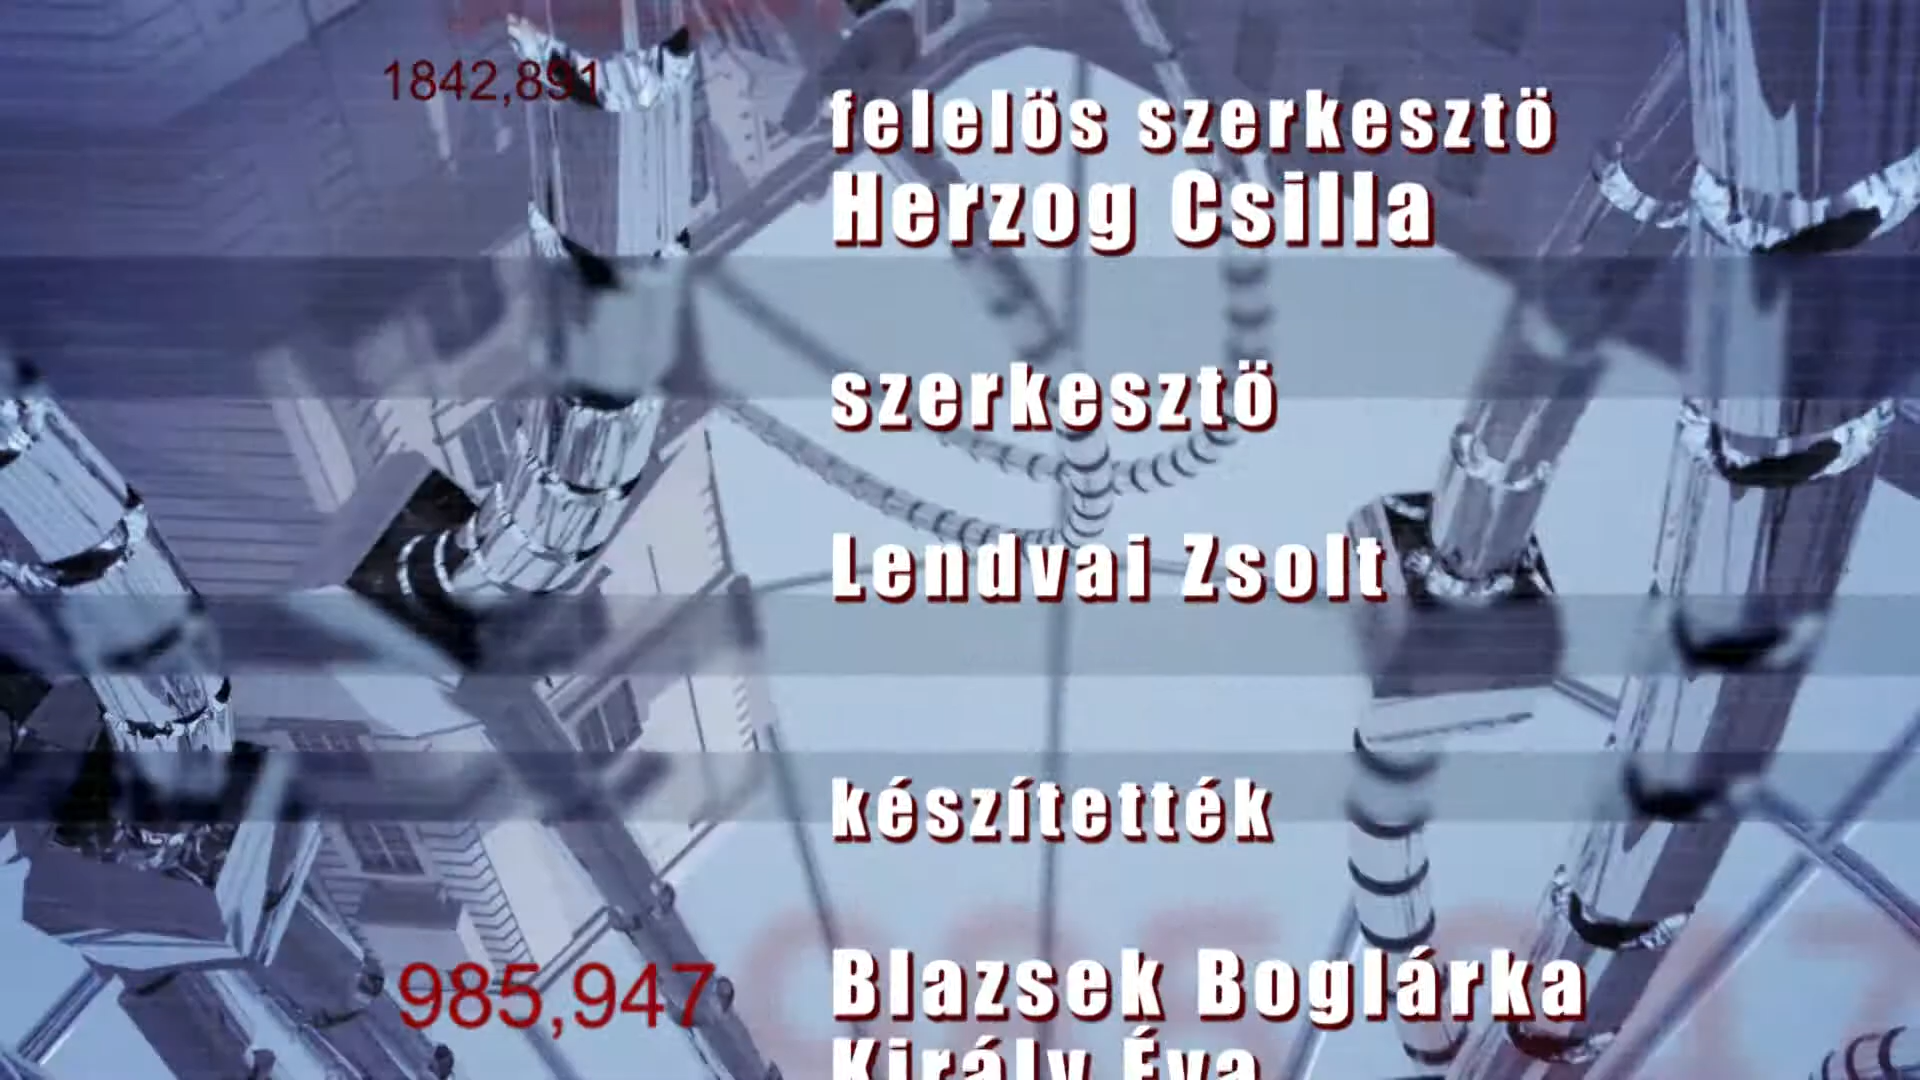 1842,891
felelös szerkesztö
Herzog Csilla
szerkesztö
Lendvai Zsolt
készítették
985,947
Blazsek Boglárka
Király Éva